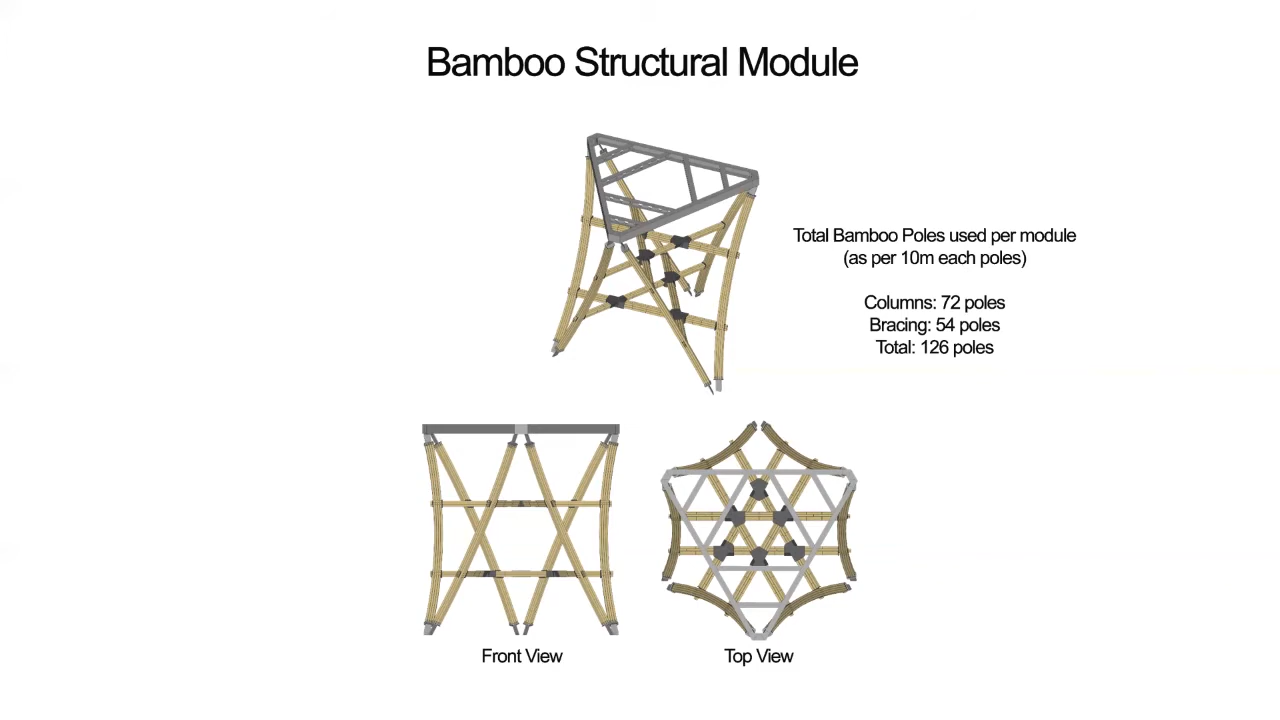 Bamboo Structural Module
Total Bamboo Poles used per module
(as per 10m each poles)
Columns: 72 poles
Bracing: 54 poles
Total: 126 poles
Front View
Top View